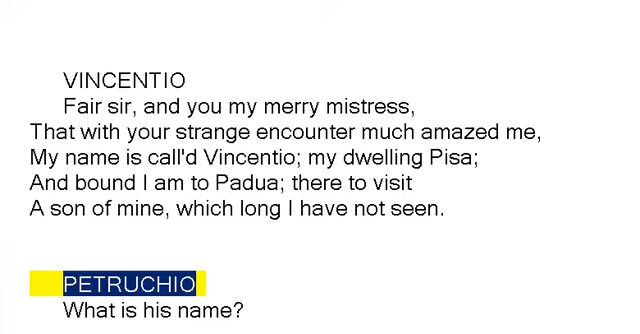 VINCENTIO
Fair sir, and you my merry mistress,
That with your strange encounter much amazed me,
My name is call'd Vincentio; my dwelling Pisa;
And bound I am to Padua; there to visit
A son of mine, which long I have not seen.
PETRUCHIO
What is his name?